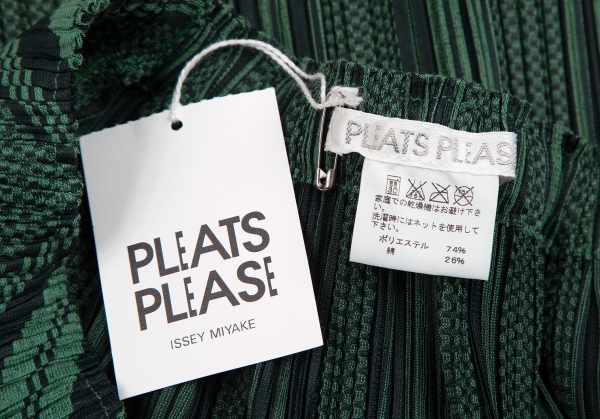 PLEATS
PLEASE
ISSEY MIYAKE
PLEATS PLEAS
家庭での乾燥機はお避け下さ
い。
洗濯時にはネットを使用して
下さい。
ポリエステル 74%
綿 26%